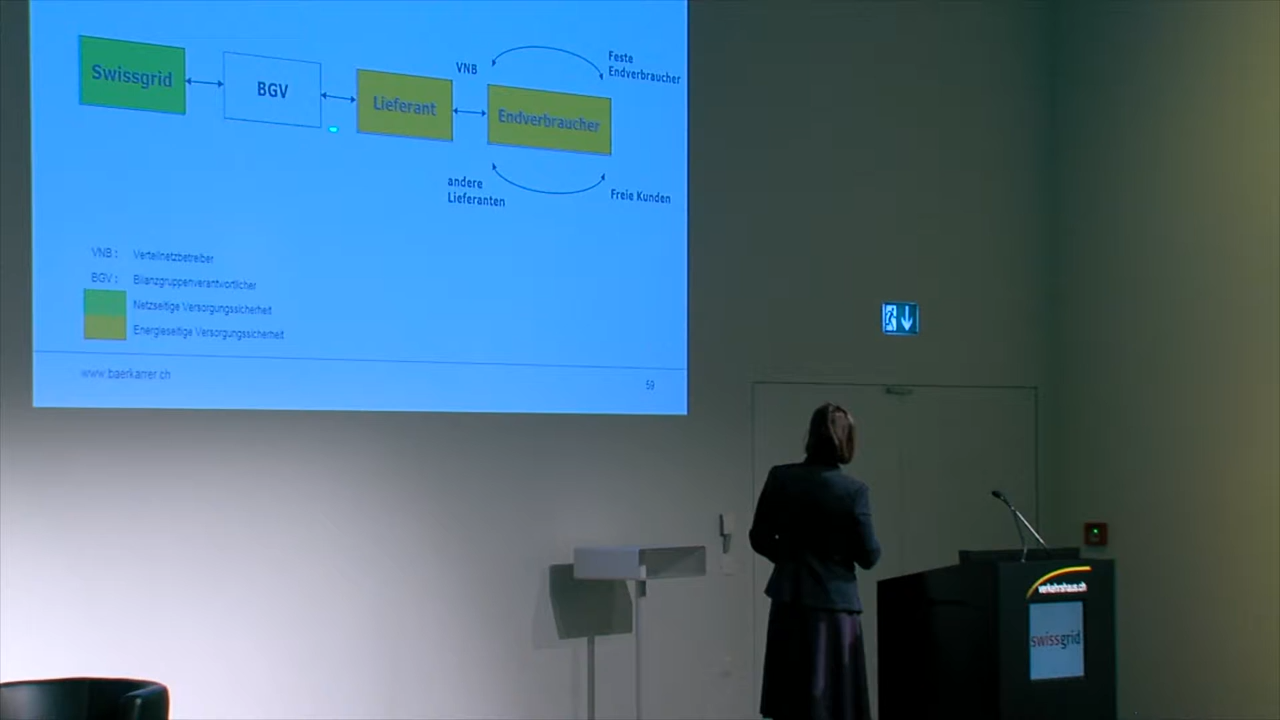 Swissgrid
BGV
Lieferant
VNB
Endverbraucher
Feste
Endverbraucher
andere
Lieferanten
Freie Kunden
VNB : Verteilnetzbetreiber
BGV : Bilanzgruppenverantwortlicher
Netzseitige Versorgungssicherheit
Energieseitige Versorgungssicherheit
www.baerkarrer.ch
59
verkehrshaus.ch
swissgrid